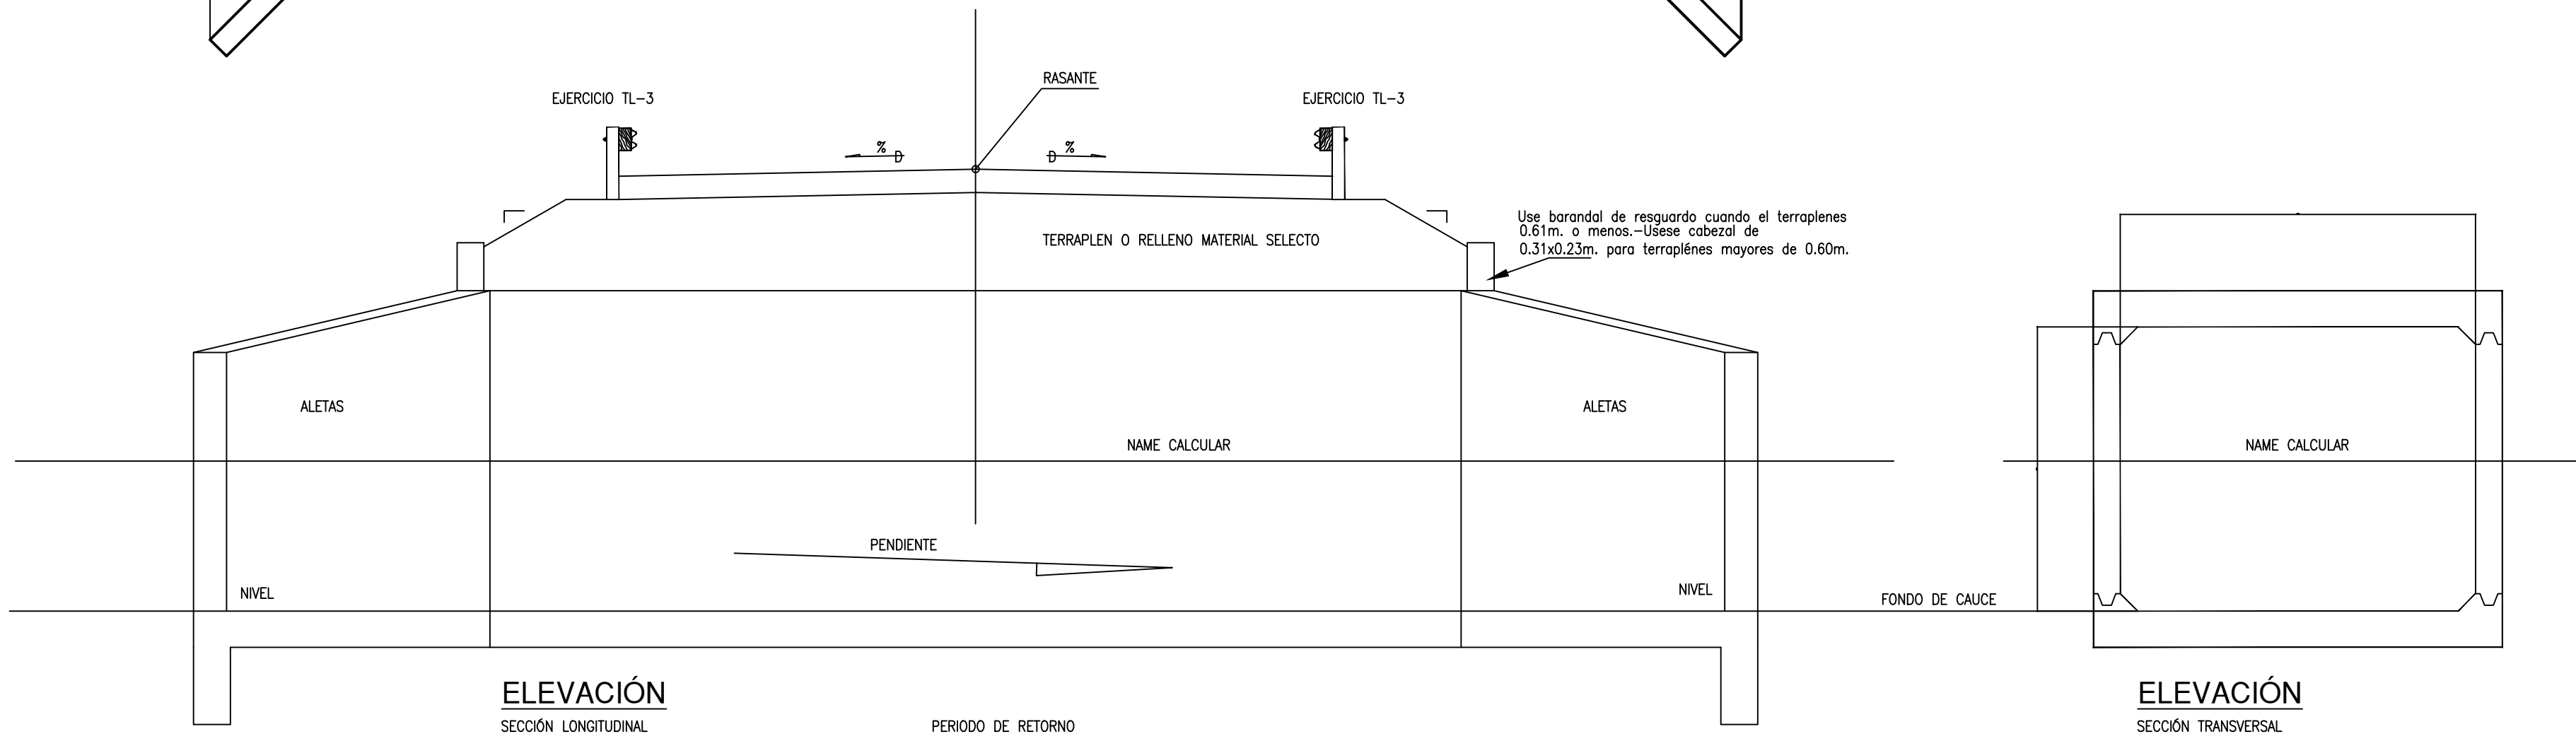 RASANTE
EJERCICIO TL-3
EJERCICIO TL-3
%
%
Use barandal de resguardo cuando el terraplenes
0.61m. o menos.-Usese cabezal de
0.31x0.23m. para terraplénes mayores de 0.60m.
TERRAPLEN O RELLENO MATERIAL SELECTO
ALETAS
ALETAS
NAME CALCULAR
NAME CALCULAR
PENDIENTE
NIVEL
NIVEL
FONDO DE CAUCE
ELEVACIÓN
SECCIÓN LONGITUDINAL
PERIODO DE RETORNO
ELEVACIÓN
SECCIÓN TRANSVERSAL